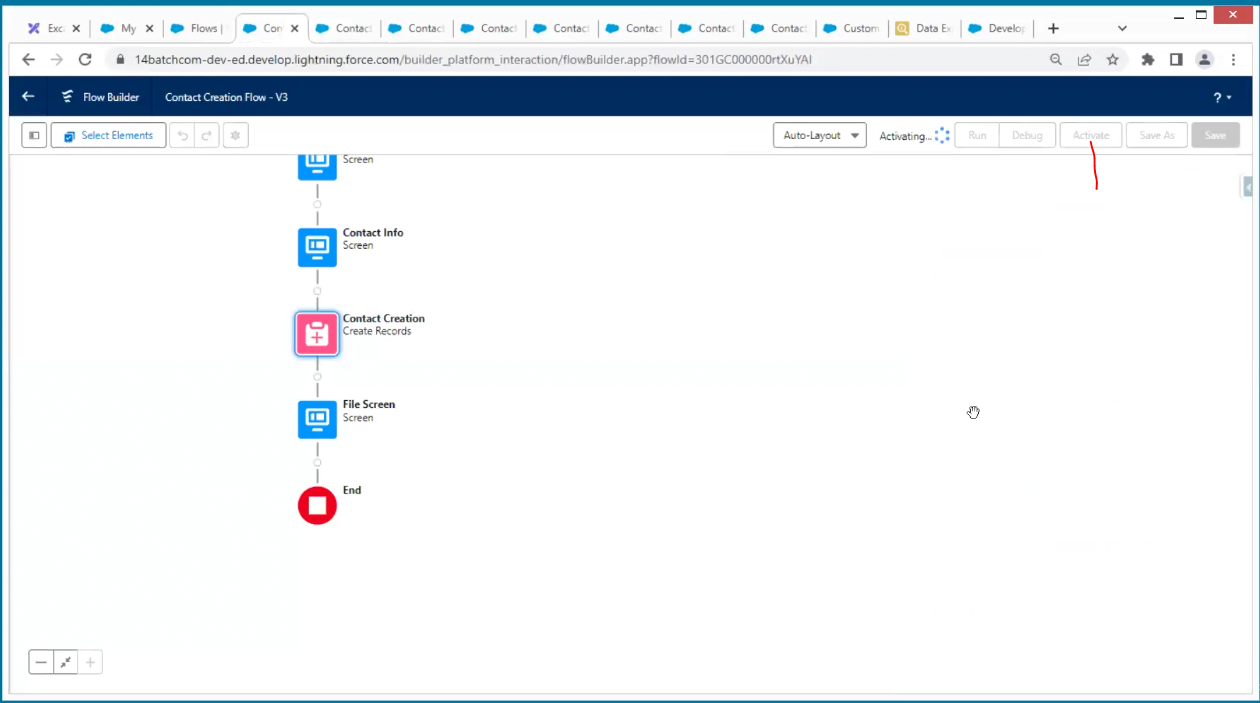 Exc
My
Flows |
Con
Contact
Contact
Contact
Contact
Contact
Contact
Contact
Custom
Data Ex
Develop
14batchcom-dev-ed.develop.lightning.force.com/builder_platform_interaction/flowBuilder.app?flowId=301GC000000rtXuYAI
Flow Builder Contact Creation Flow - V3 ?
Select Elements Auto-Layout Activating... Run Debug Activate Save As Save
Screen
Contact Info
Screen
Contact Creation
Create Records
File Screen
Screen
End